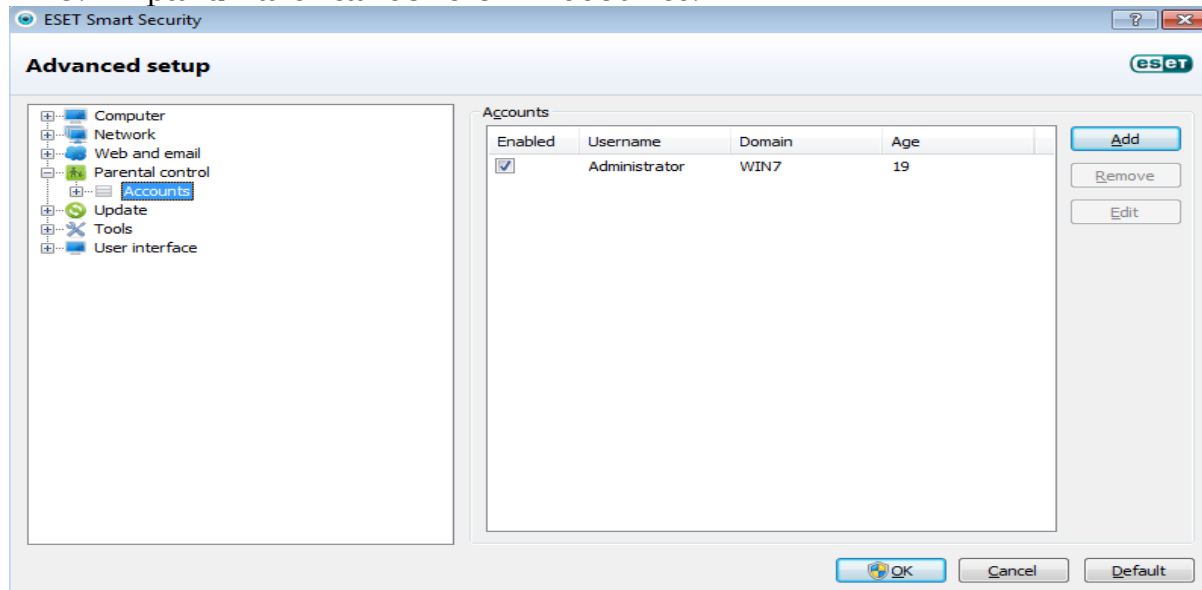 ESET Smart Security
Advanced setup
eset
Computer
Network
Web and email
Parental control
Accounts
Update
Tools
User interface
Accounts
Enabled Username Domain Age
Administrator WIN7 19
Add
Remove
Edit
OK Cancel Default